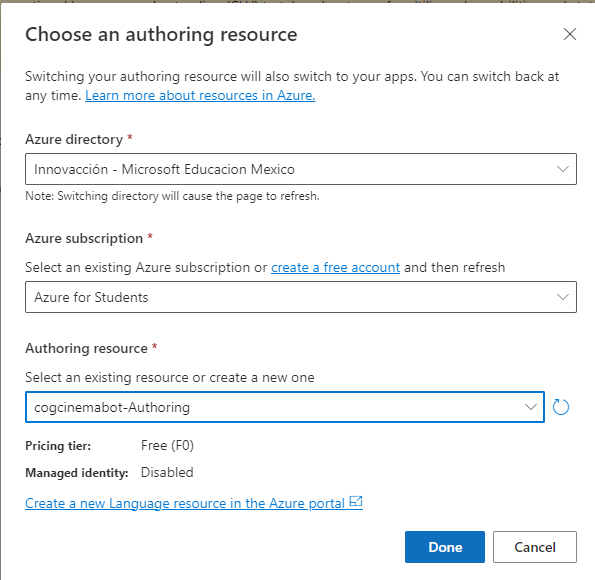 Choose an authoring resource
Switching your authoring resource will also switch to your apps. You can switch back at
any time. Learn more about resources in Azure.
Azure directory *
Innovacción - Microsoft Educacion Mexico
Note: Switching directory will cause the page to refresh.
Azure subscription *
Select an existing Azure subscription or create a free account and then refresh
Azure for Students
Authoring resource *
Select an existing resource or create a new one
cogcinemabot-Authoring
Pricing tier: Free (F0)
Managed identity: Disabled
Create a new Language resource in the Azure portal
Done Cancel